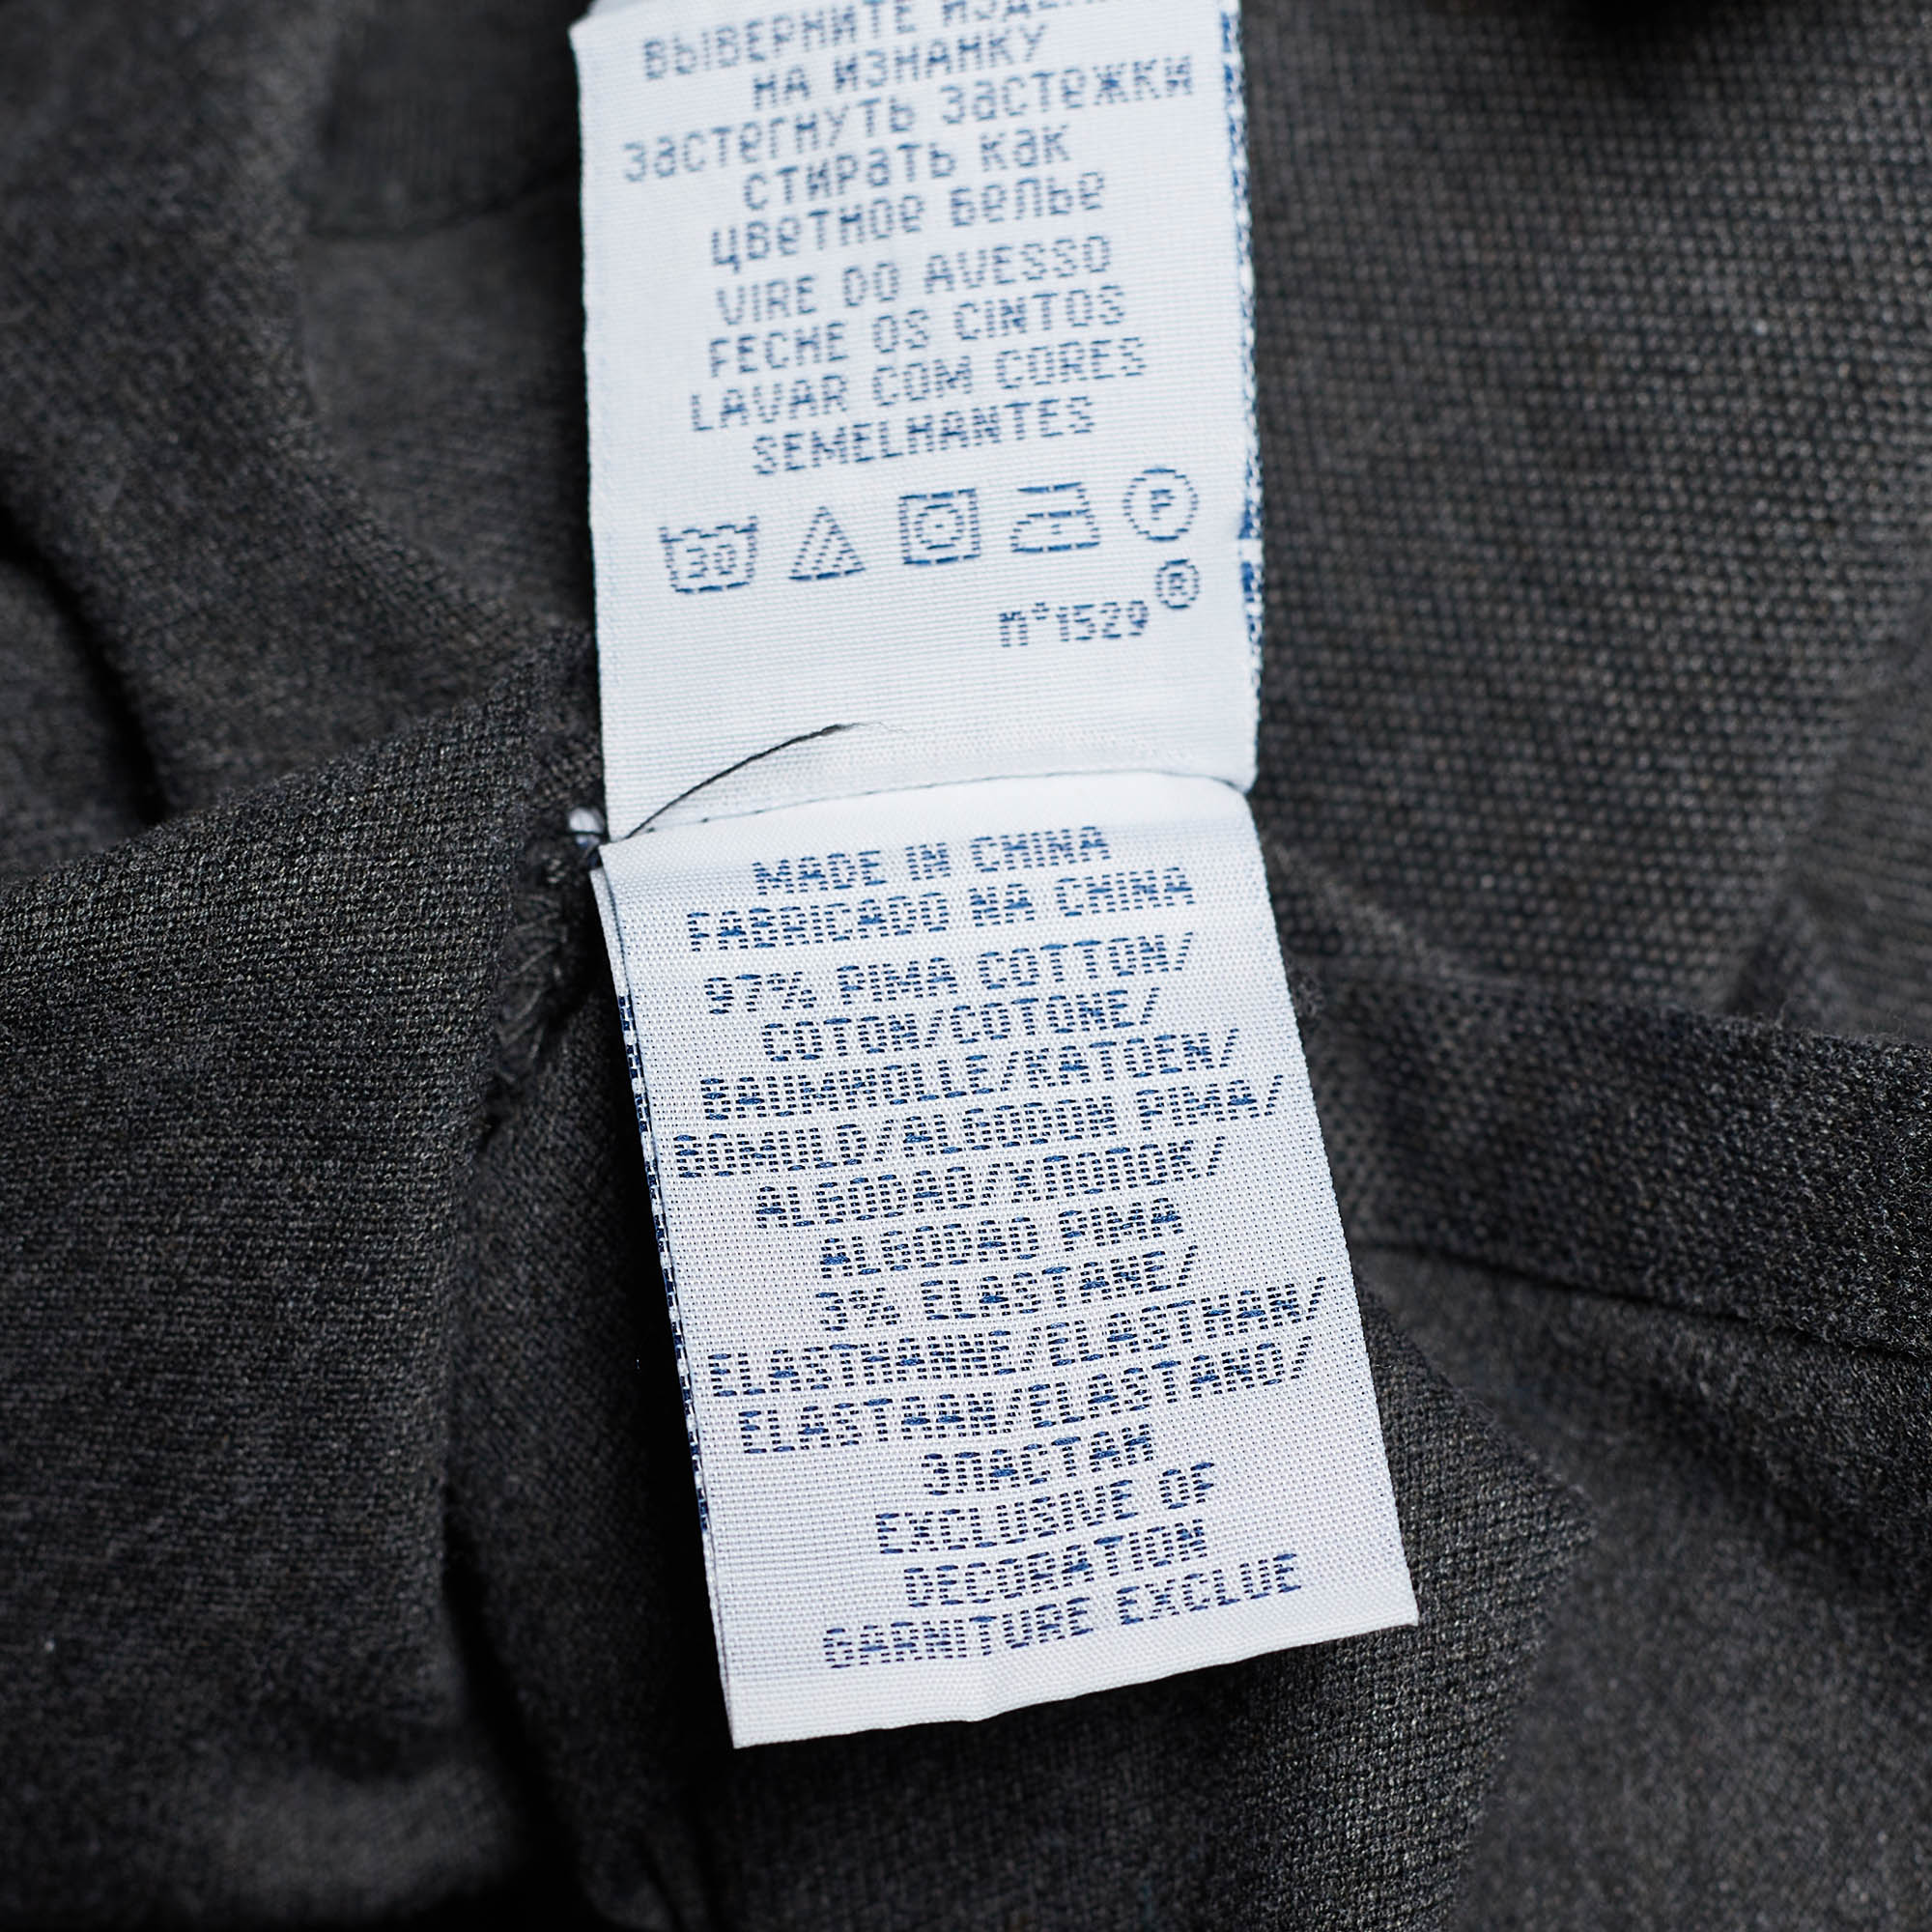 ВЫВЕРНИТЕ
НА ИЗНАНКУ
застегнуть застежки
стирать как
цветное белье
VIRE DO AVESSO
FECHE OS CINTOS
LAVAR COM CORES
SEMELHANTES
30 P
n°1529®
MADE IN CHINA
FABRICADO NA CHINA
97% PIMA COTTON/
COTON/COTONE/
BAUMWOLLE/KATOEN/
BOMULD/ALGODON PIMA/
ALGODAO/ХЛОПОК/
ALGODAO PIMA
3% ELASTANE/
ELASTHANNE/ELASTHAN/
ELASTAAN/ELASTANO/
ЭЛАСТАН
EXCLUSIVE OF
DECORATION
GARNITURE EXCLUE